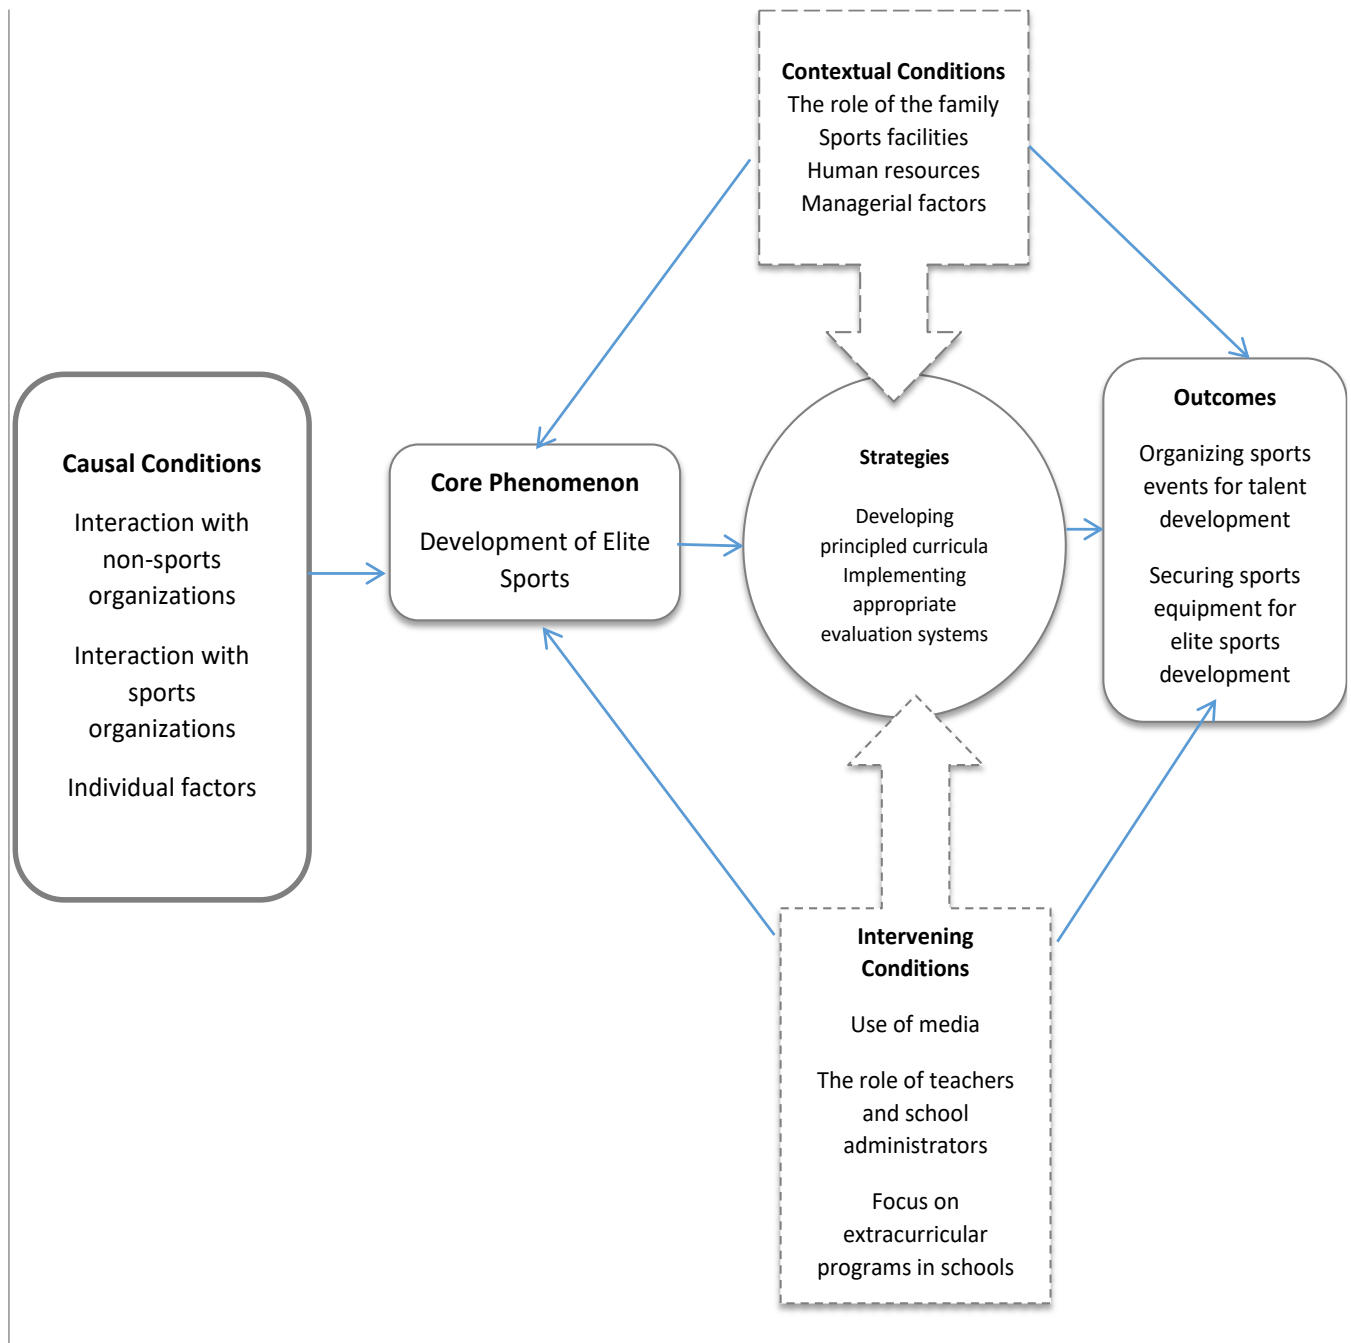 Contextual Conditions
The role of the family
Sports facilities
Human resources
Managerial factors
Causal Conditions
Interaction with
non-sports
organizations
Interaction with
sports
organizations
Individual factors
Core Phenomenon
Development of Elite
Sports
Strategies
Developing
principled curricula
Implementing
appropriate
evaluation systems
Outcomes
Organizing sports
events for talent
development
Securing sports
equipment for
elite sports
development
Intervening
Conditions
Use of media
The role of teachers
and school
administrators
Focus on
extracurricular
programs in schools